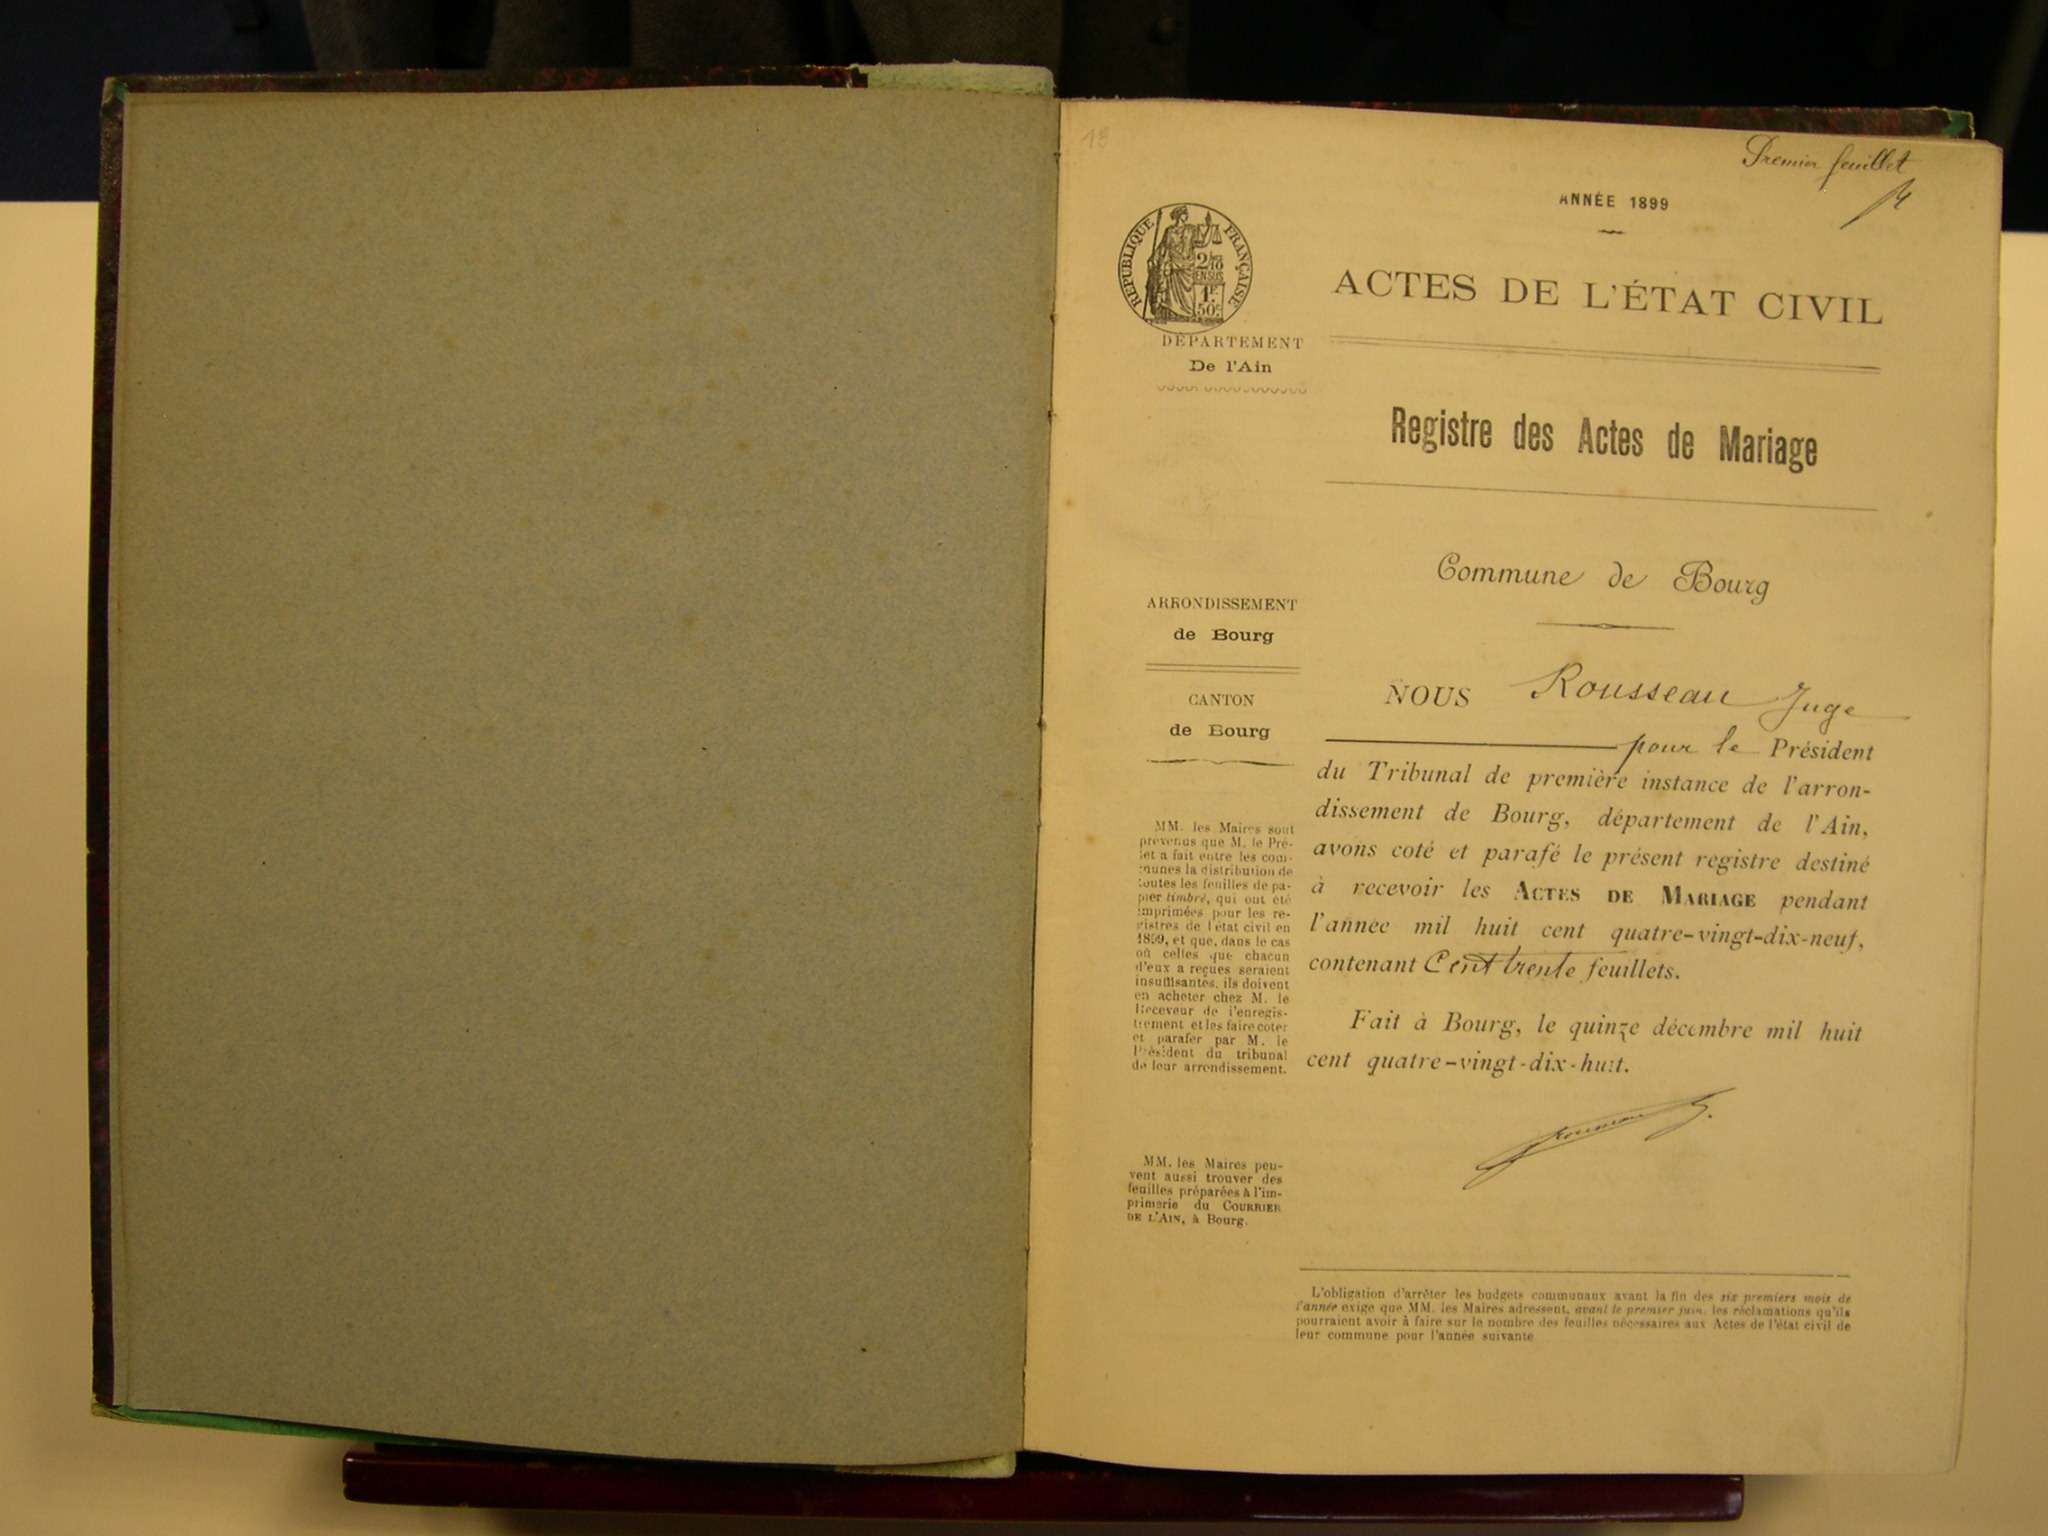 13
Premier feuillet
ANNÉE 1899
RÉPUBLIQUE FRANÇAISE
2/10
EN SUS
1F
50c
ACTES DE L'ÉTAT CIVIL
DÉPARTEMENT
De l'Ain
Registre des Actes de Mariage
Commune de Bourg
ARRONDISSEMENT
de Bourg
CANTON
de Bourg
NOUS Rousseau Juge
pour le Président
du Tribunal de première instance de l'arron-
dissement de Bourg, département de l'Ain,
avons coté et parafé le présent registre destiné
à recevoir les ACTES DE MARIAGE pendant
l'année mil huit cent quatre-vingt-dix-neuf,
contenant Cent trente feuillets.
Fait à Bourg, le quinze décembre mil huit
cent quatre-vingt-dix-huit.
MM. les Maires sont
prévenus que M. le Pré-
fet a fait entre les com-
munes la distribution de
toutes les feuilles de pa-
pier timbré, qui ont été
imprimées pour les re-
gistres de l'état civil en
1899, et que, dans le cas
où celles que chacun
d'eux a reçues seraient
insuffisantes, ils doivent
en acheter chez M. le
Receveur de l'enregis-
trement et les faire coter
et parafer par M. le
Président du tribunal
de leur arrondissement.
MM. les Maires peu-
vent aussi trouver des
feuilles préparées à l'im-
primerie du COURRIER
DE L'AIN, à Bourg.
L'obligation d'arrêter les budgets communaux avant la fin des six premiers mois de
l'année exige que MM. les Maires adressent, avant le premier juin, les réclamations qu'ils
pourraient avoir à faire sur le nombre des feuilles nécessaires aux Actes de l'état civil de
leur commune pour l'année suivante